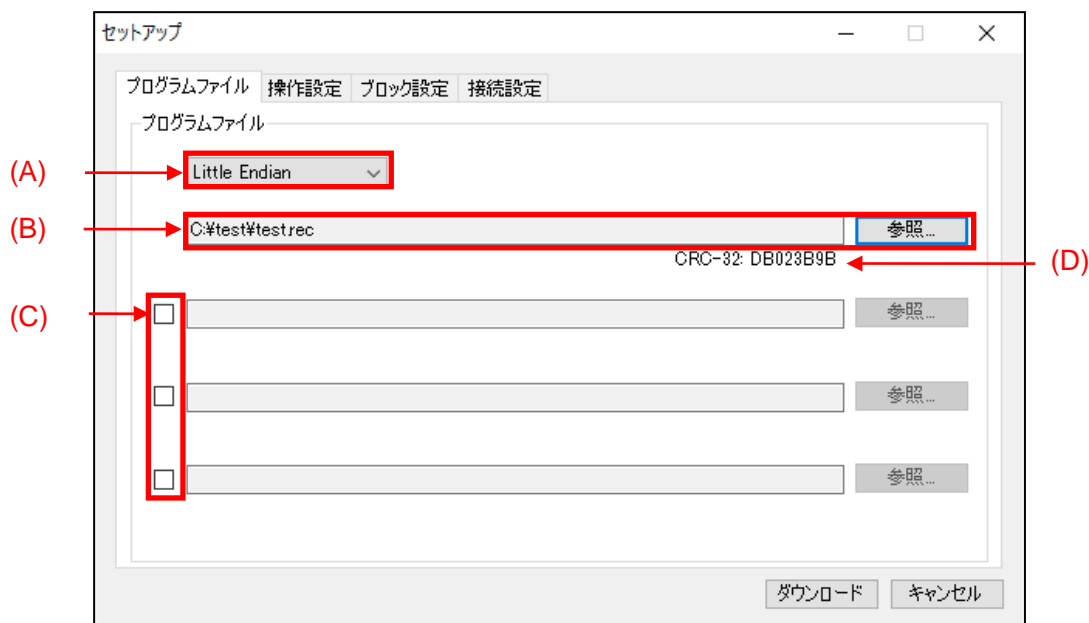 セットアップ
プログラムファイル 操作設定 ブロック設定 接続設定
プログラムファイル
(A) Little Endian
(B) C:¥test¥test.rec 参照...
CRC-32: DB023B9B (D)
(C) 参照...
参照...
参照...
ダウンロード キャンセル